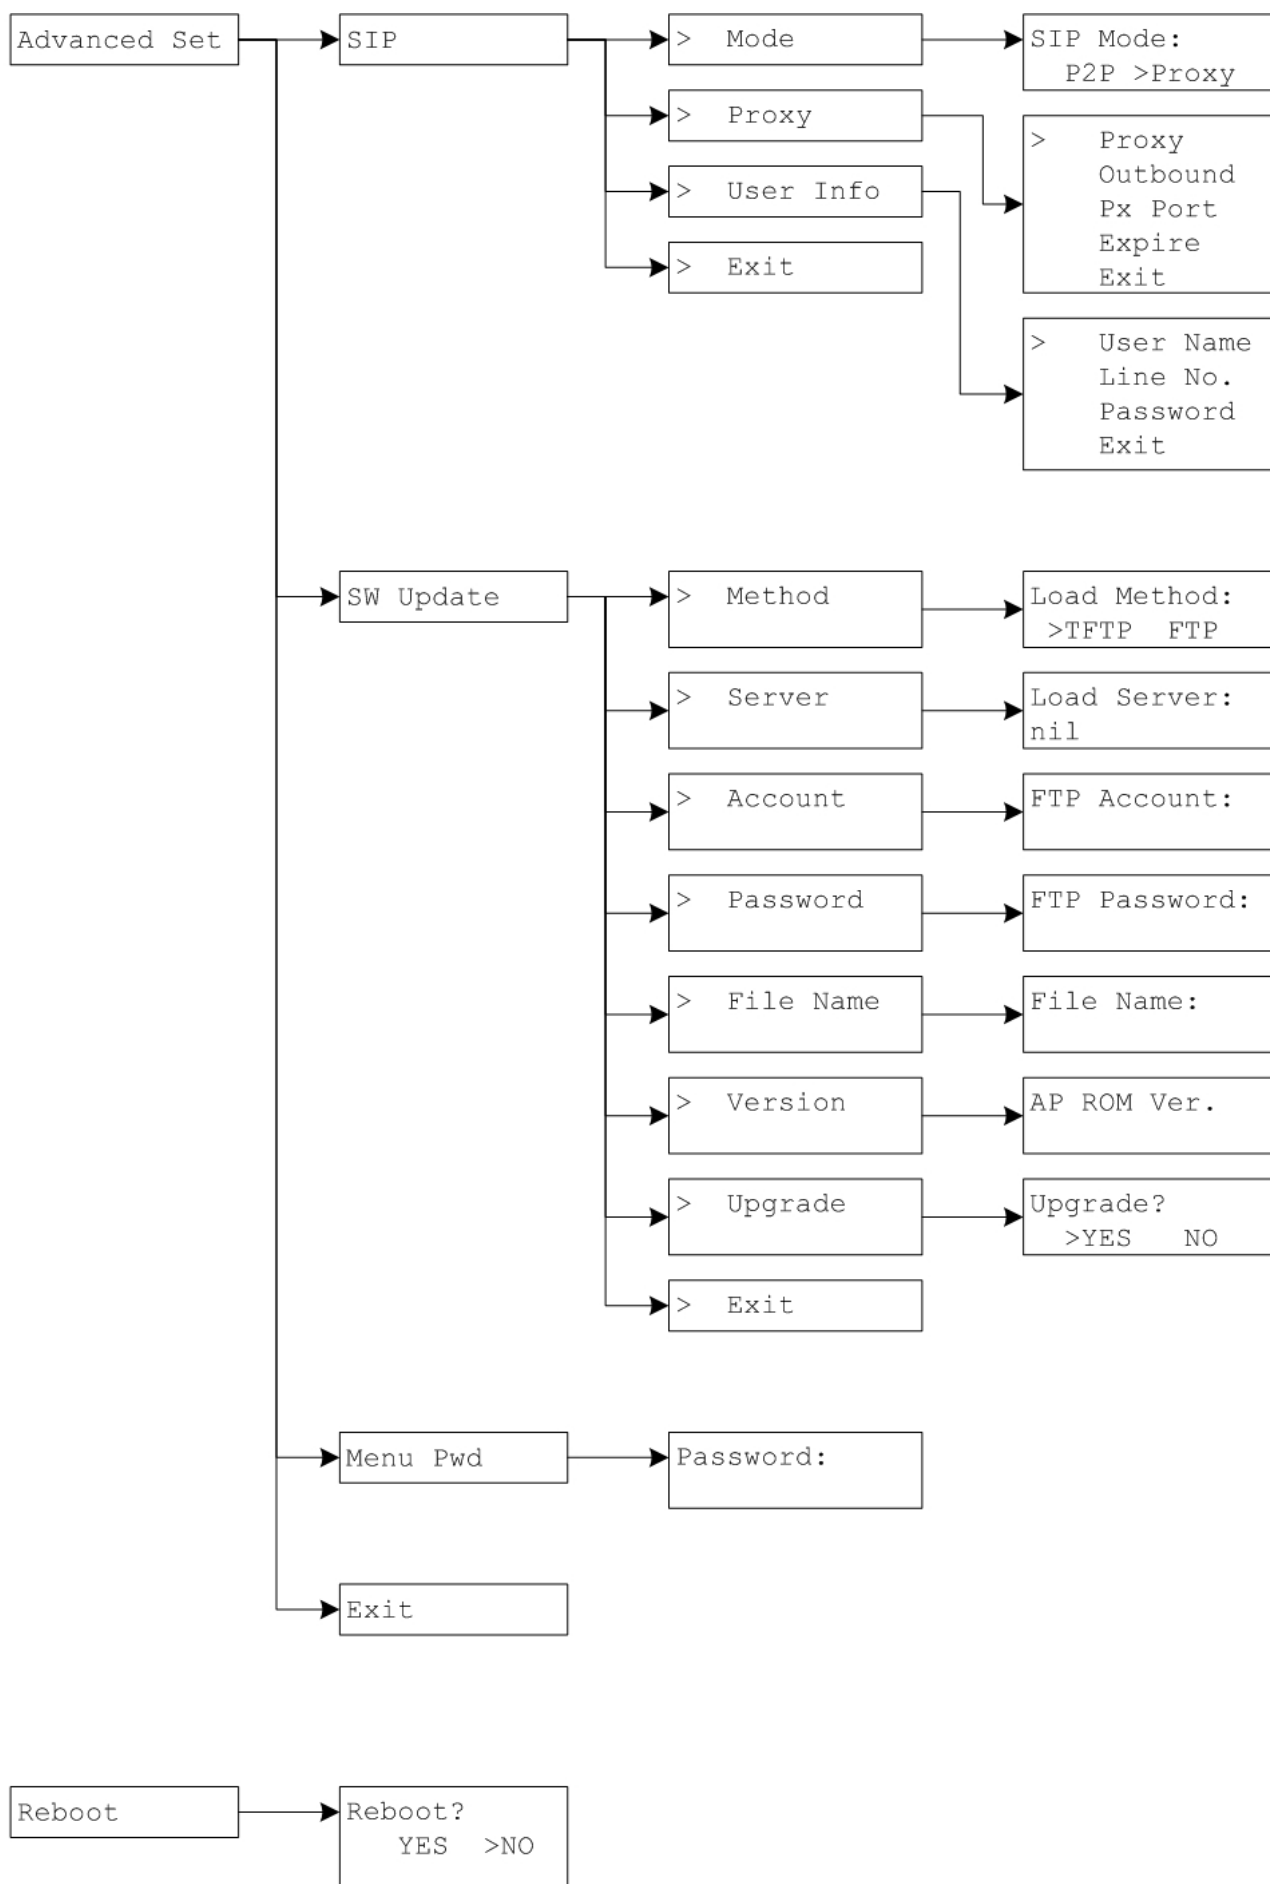 Advanced Set
SIP
> Mode
SIP Mode:
P2P >Proxy
> Proxy
> Proxy
Outbound
Px Port
Expire
Exit
> User Info
> User Name
Line No.
Password
Exit
> Exit
SW Update
> Method
Load Method:
>TFTP FTP
> Server
Load Server:
nil
> Account
FTP Account:
> Password
FTP Password:
> File Name
File Name:
> Version
AP ROM Ver.
> Upgrade
Upgrade?
>YES NO
> Exit
Menu Pwd
Password:
Exit
Reboot
Reboot?
YES >NO